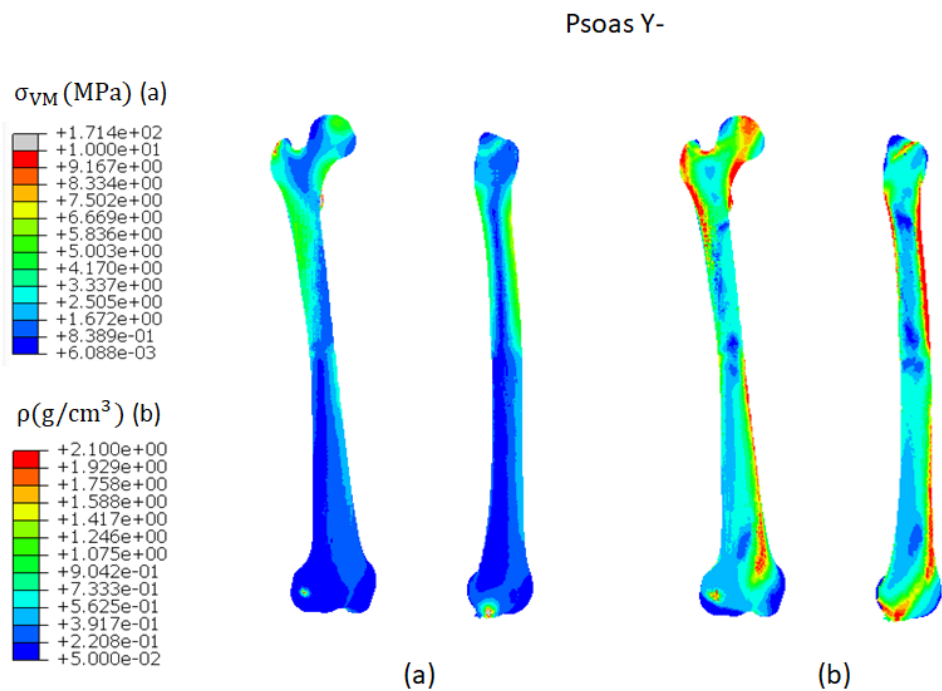 Psoas Y-
σVM (MPa) (a)
+1.714e+02
+1.000e+01
+9.167e+00
+8.334e+00
+7.502e+00
+6.669e+00
+5.836e+00
+5.003e+00
+4.170e+00
+3.337e+00
+2.505e+00
+1.672e+00
+8.389e-01
+6.088e-03
ρ(g/cm³) (b)
+2.100e+00
+1.929e+00
+1.758e+00
+1.588e+00
+1.417e+00
+1.246e+00
+1.075e+00
+9.042e-01
+7.333e-01
+5.625e-01
+3.917e-01
+2.208e-01
+5.000e-02
(a) (b)